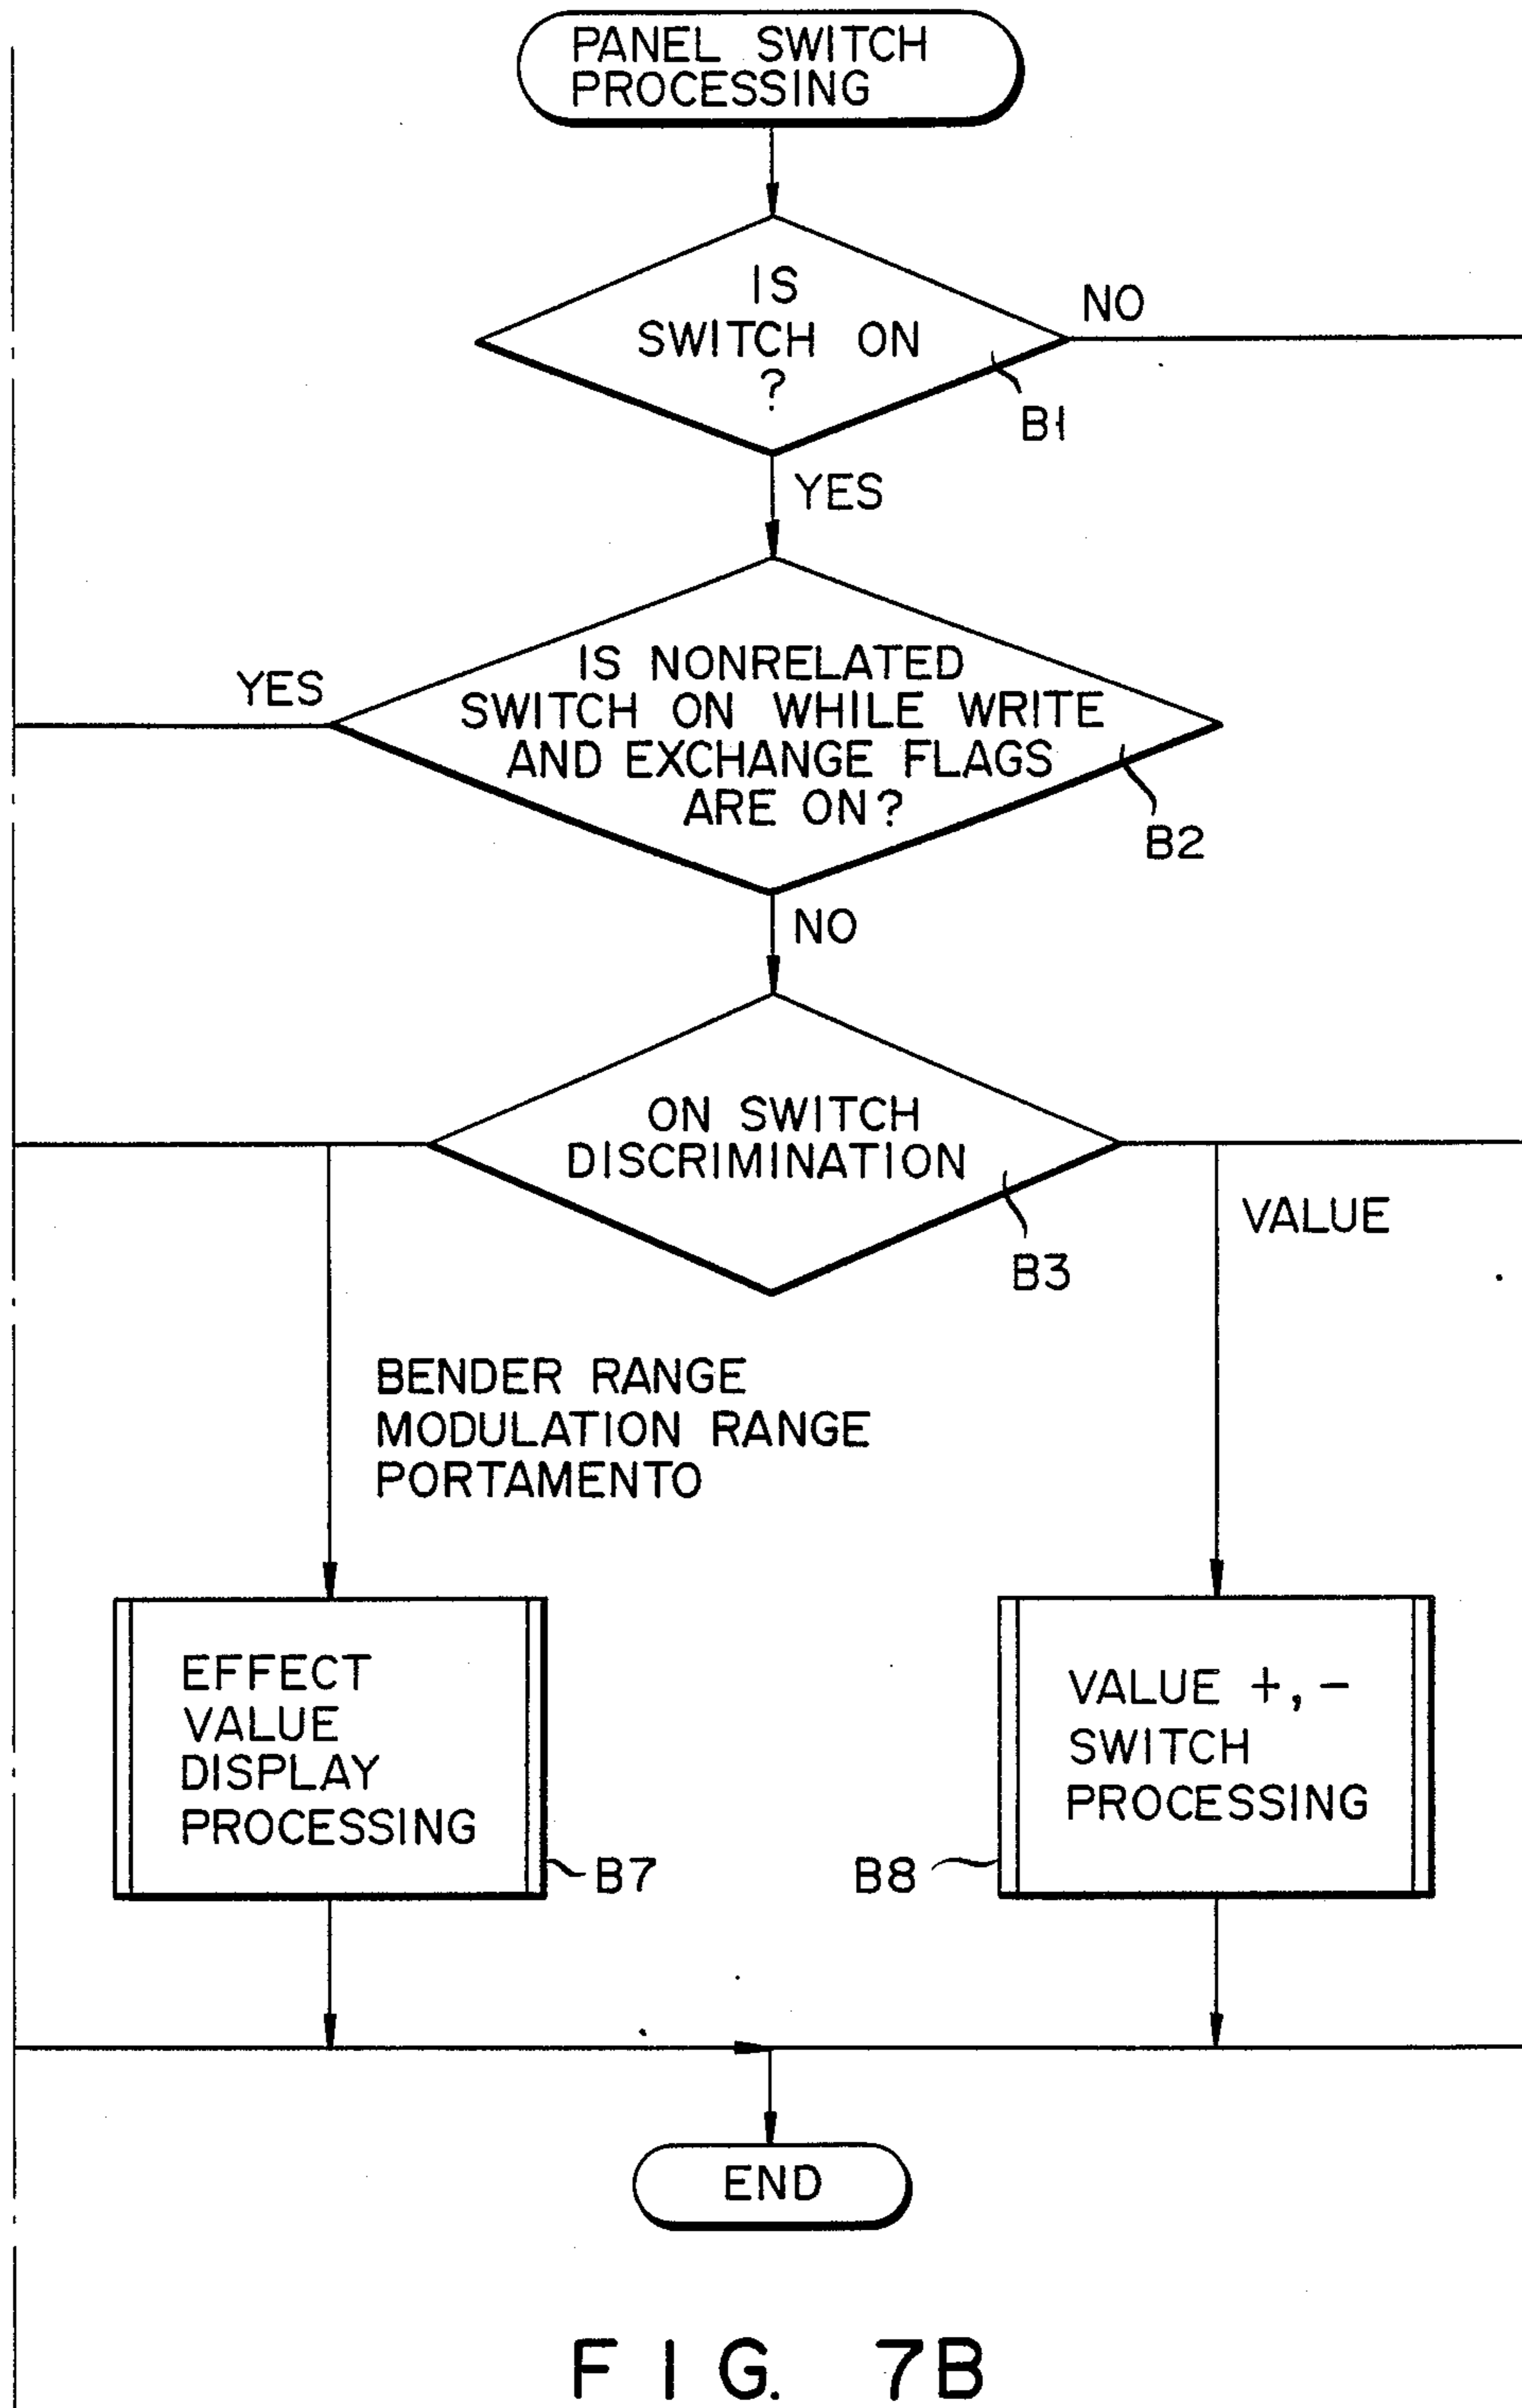 PANEL SWITCH
PROCESSING
IS
SWITCH ON
?
NO
B1
YES
IS NONRELATED
SWITCH ON WHILE WRITE
AND EXCHANGE FLAGS
ARE ON?
YES
B2
NO
ON SWITCH
DISCRIMINATION
B3
VALUE
BENDER RANGE
MODULATION RANGE
PORTAMENTO
EFFECT
VALUE
DISPLAY
PROCESSING
B7
VALUE +, -
SWITCH
PROCESSING
B8
END
FIG. 7B